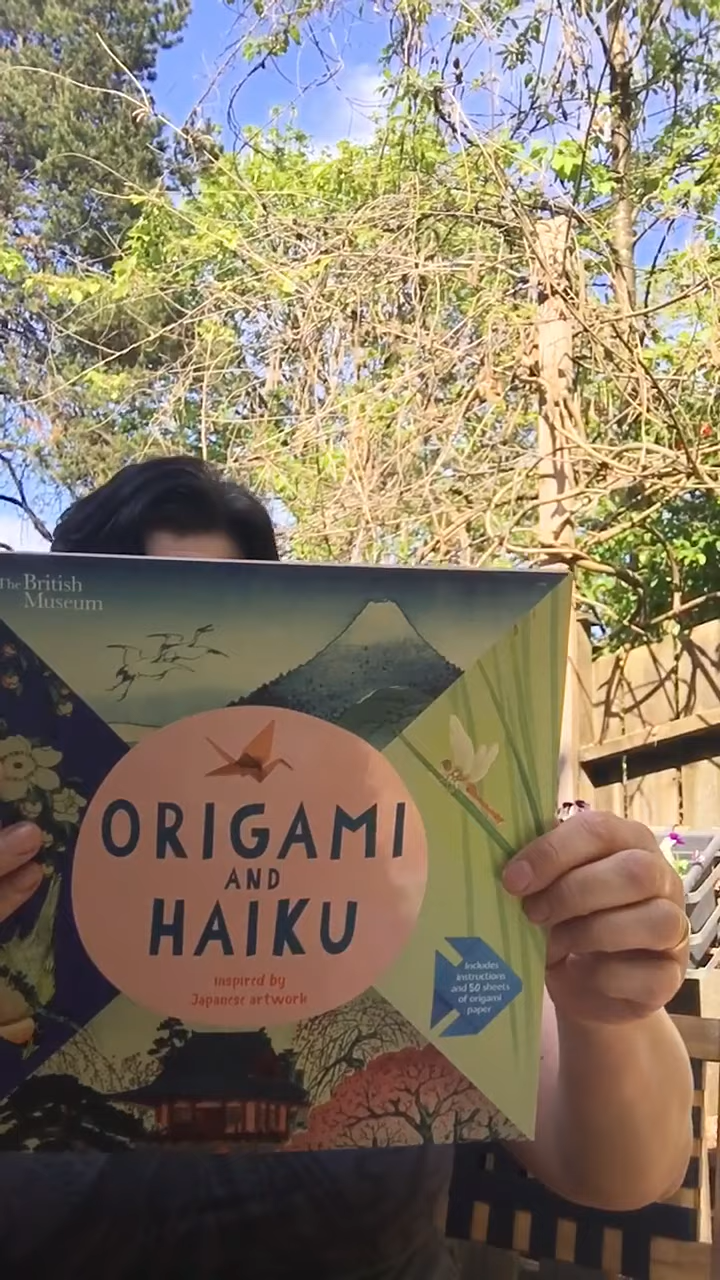 The British
Museum
ORIGAMI
AND
HAIKU
inspired by
Japanese artwork
Includes
instructions
and 50 sheets
of origami
paper